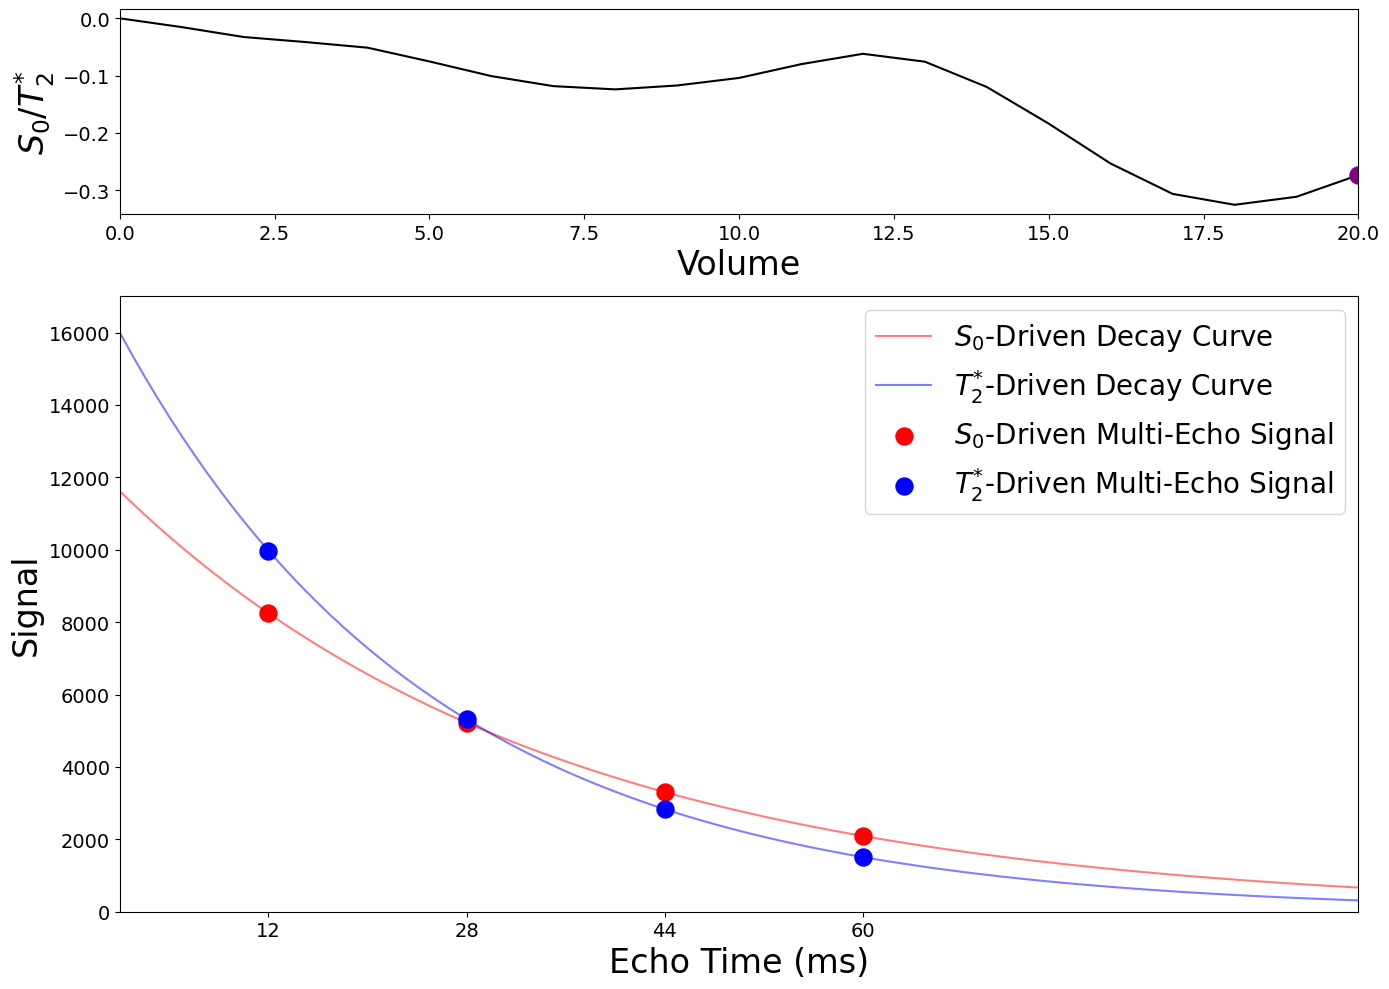 0.0
−0.1
−0.2
−0.3
S₀/T₂*
0.0 2.5 5.0 7.5 10.0 12.5 15.0 17.5 20.0
Volume
16000
14000
12000
10000
8000
6000
4000
2000
0
Signal
S₀-Driven Decay Curve
T₂*-Driven Decay Curve
S₀-Driven Multi-Echo Signal
T₂*-Driven Multi-Echo Signal
12 28 44 60
Echo Time (ms)